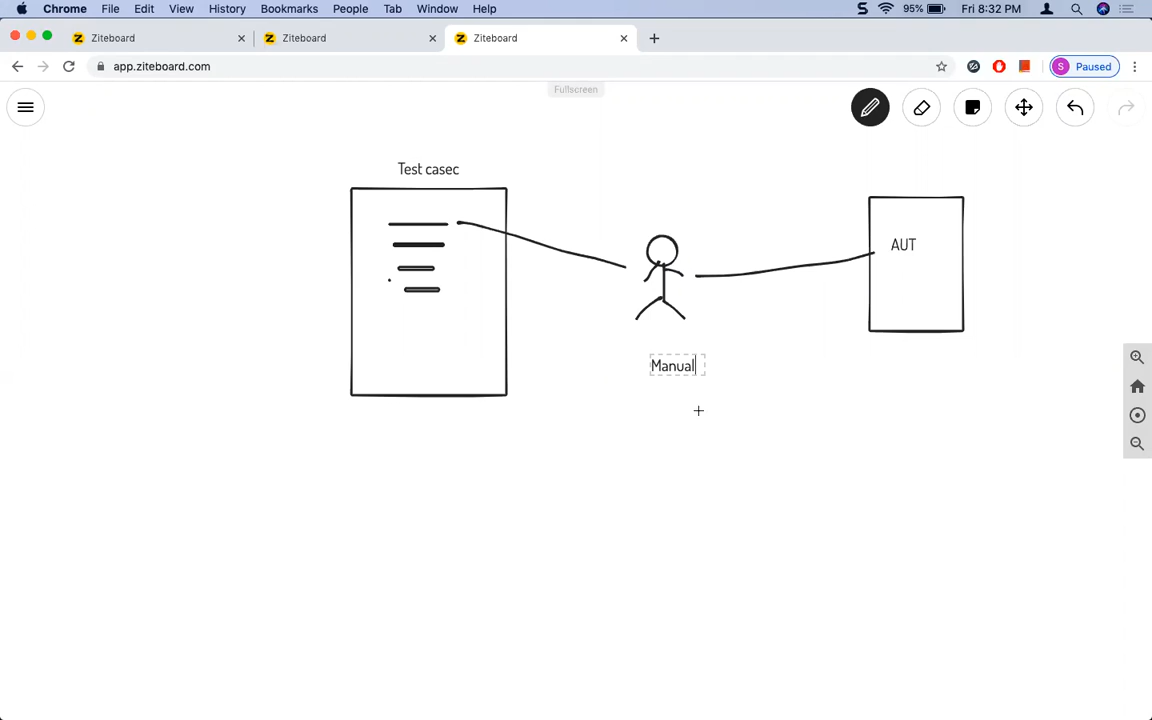 Chrome File Edit View History Bookmarks People Tab Window Help 95% Fri 8:32 PM
Ziteboard Ziteboard Ziteboard
app.ziteboard.com S Paused
Fullscreen
Test casec
AUT
Manual